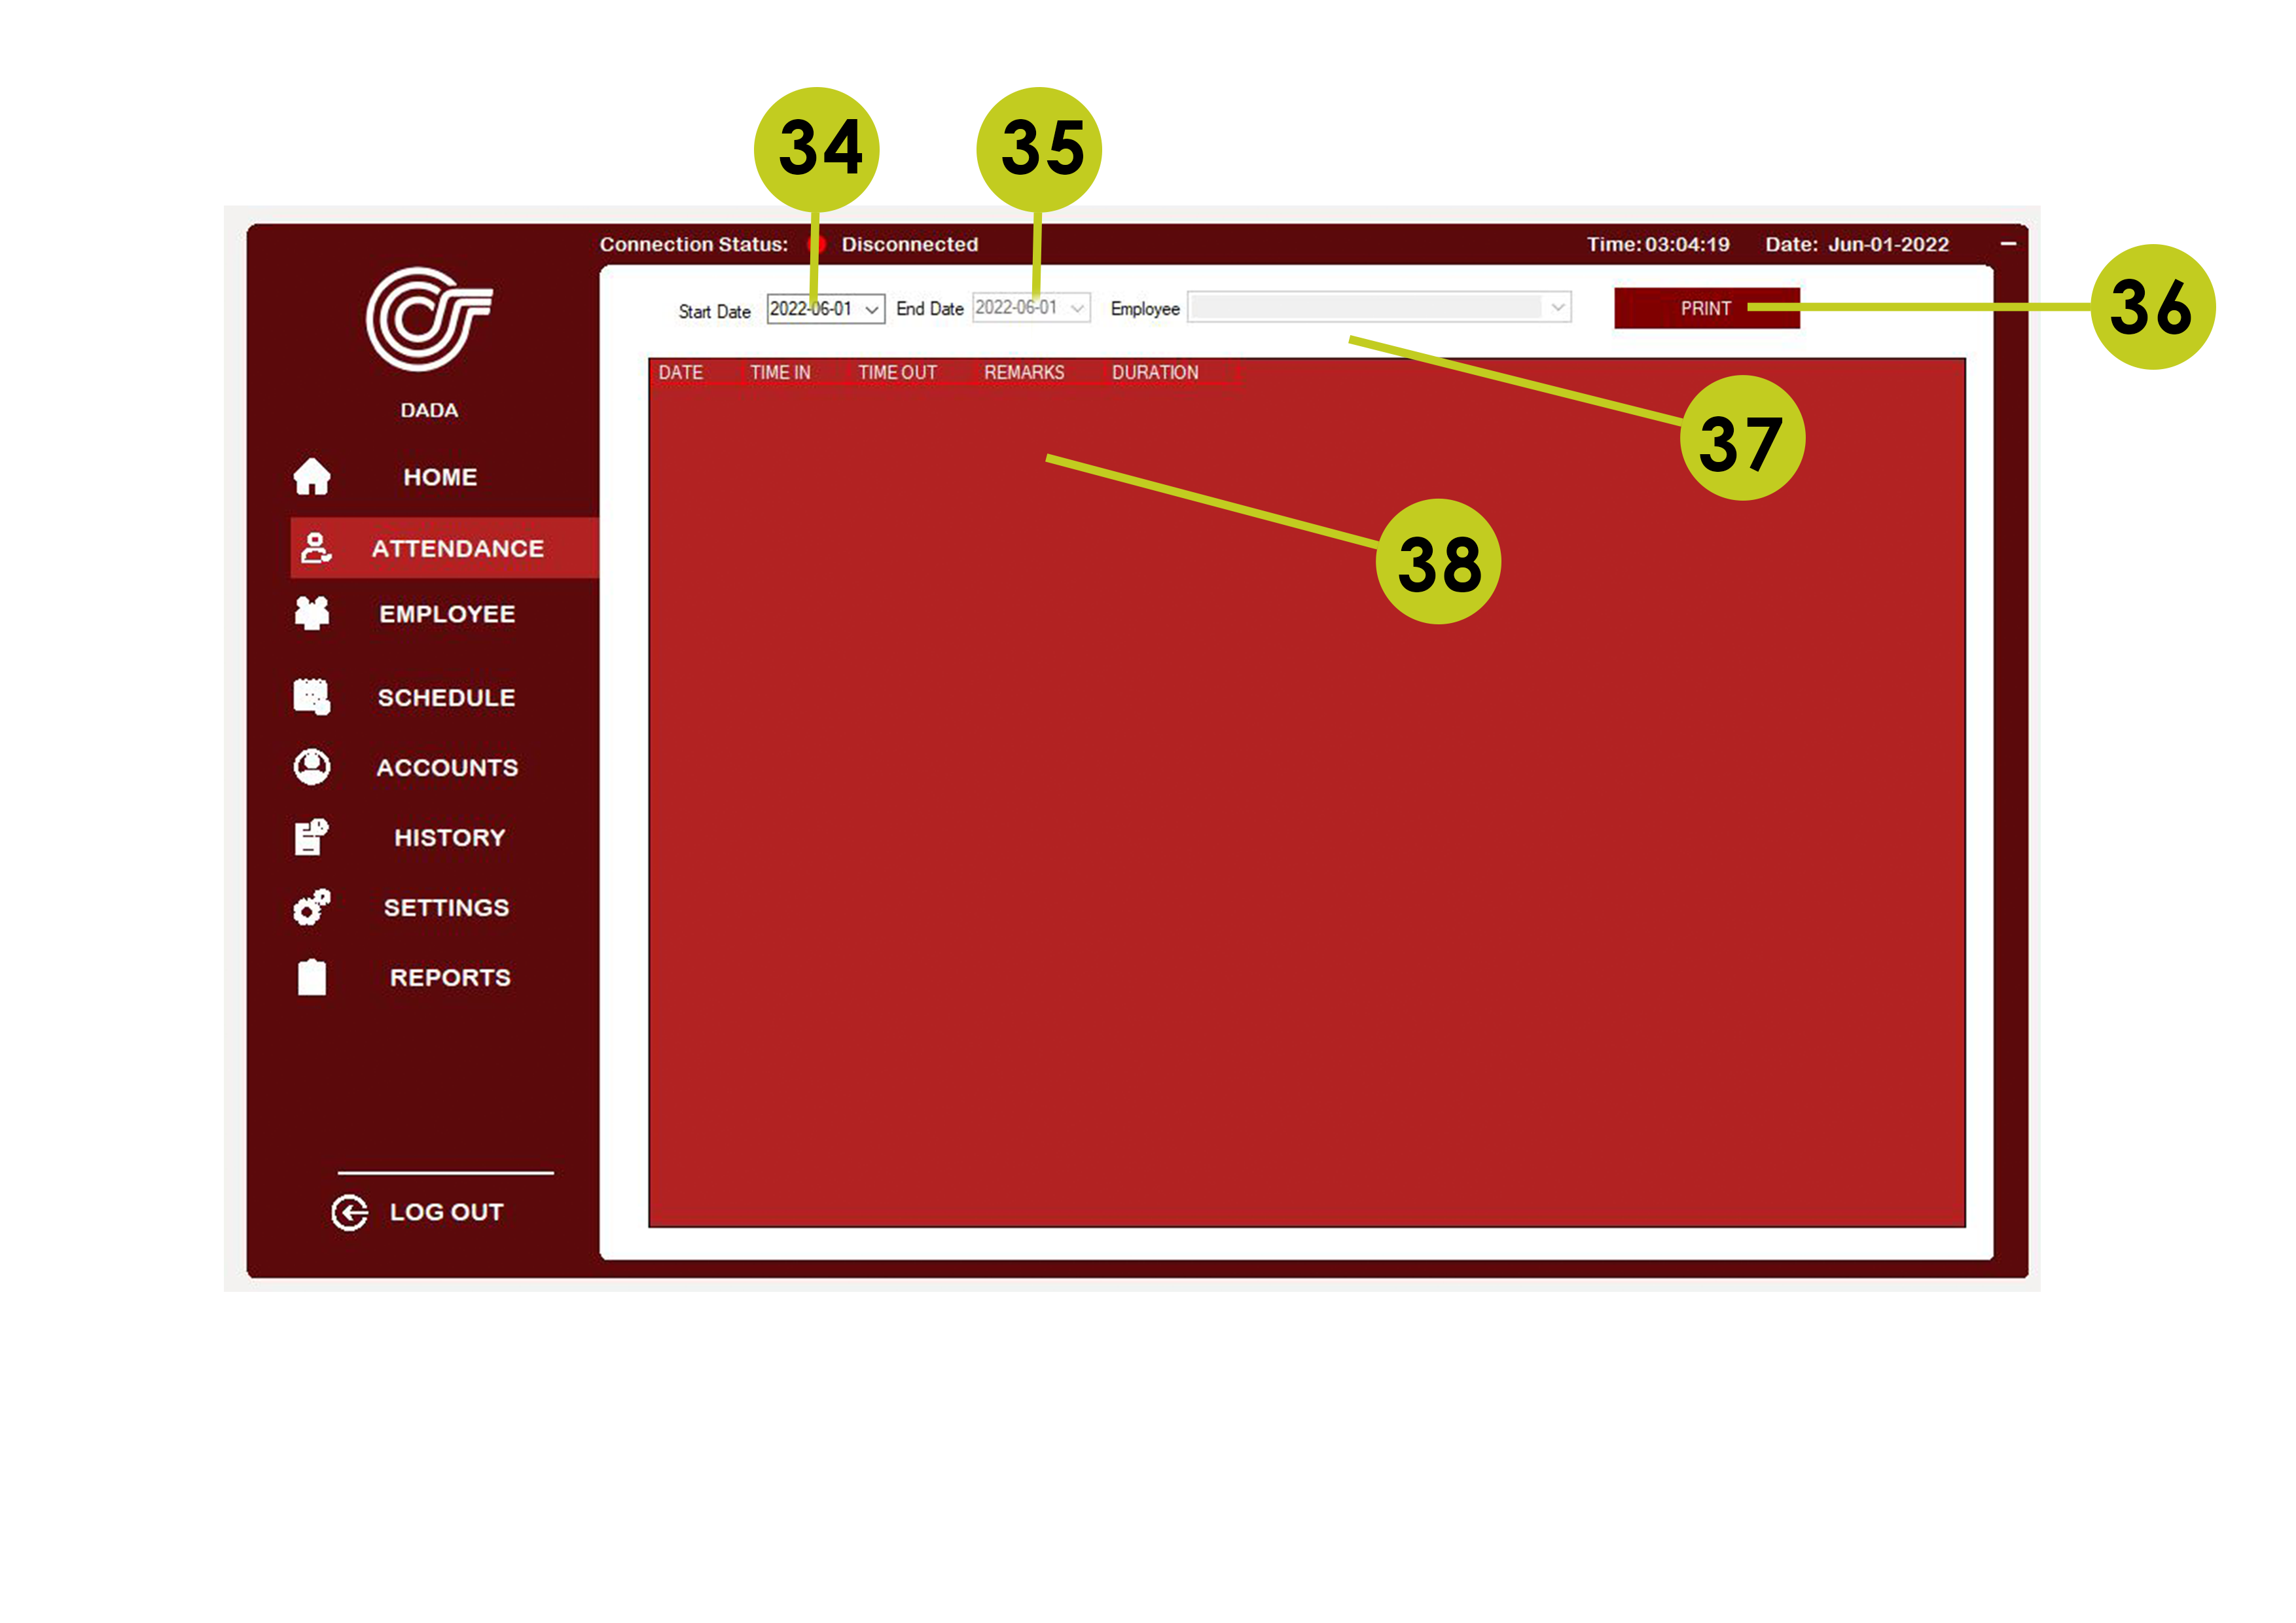 34
35
Connection Status: Disconnected
Time: 03:04:19 Date: Jun-01-2022
36
Start Date 2022-06-01 End Date 2022-06-01 Employee PRINT
DATE TIME IN TIME OUT REMARKS DURATION
37
38
DADA
HOME
ATTENDANCE
EMPLOYEE
SCHEDULE
ACCOUNTS
HISTORY
SETTINGS
REPORTS
LOG OUT